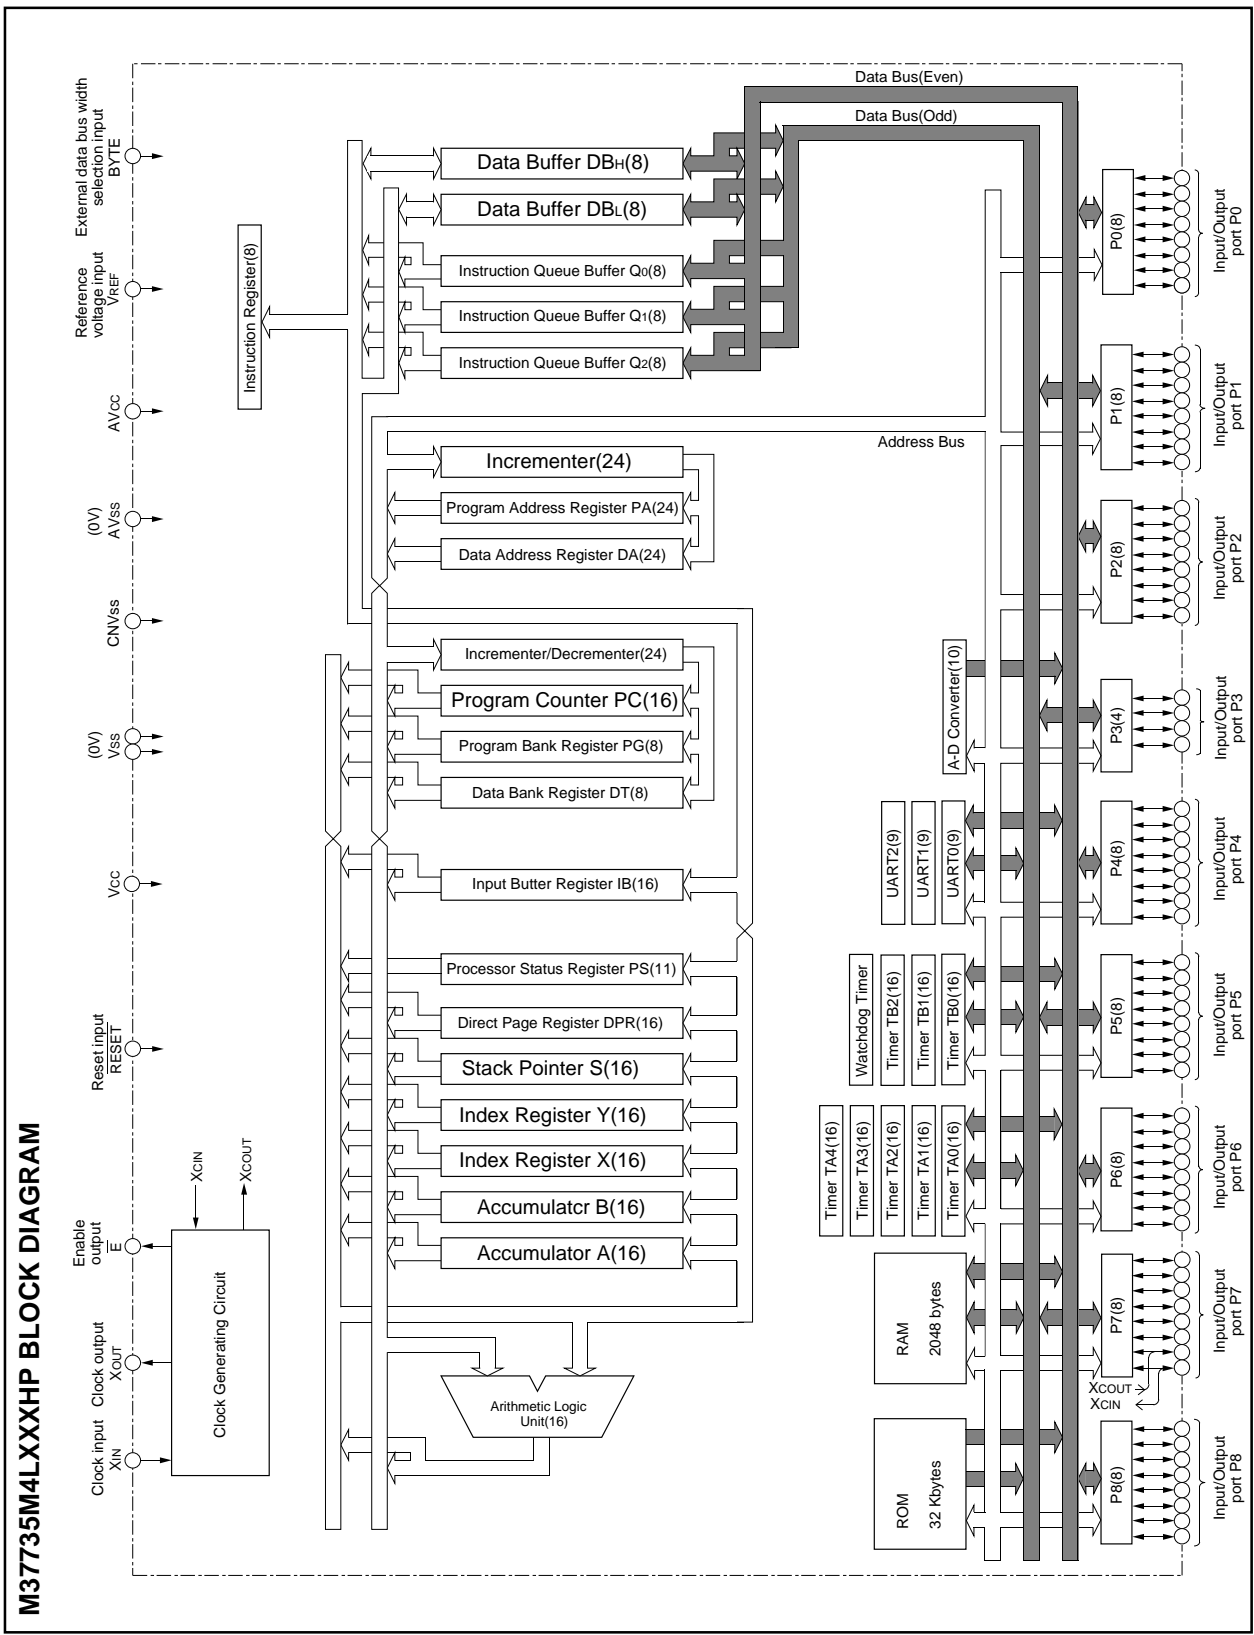 M37735M4LXXXHP BLOCK DIAGRAM
Clock input
XIN
Clock output
XOUT
Enable
output
E
Reset input
RESET
VCC
(0V)
VSS
CNVSS
(0V)
AVSS
AVCC
Reference
voltage input
VREF
External data bus width
selection input
BYTE
Clock Generating Circuit
XCIN
XCOUT
Instruction Register(8)
Data Buffer DBH(8)
Data Buffer DBL(8)
Instruction Queue Buffer Q0(8)
Instruction Queue Buffer Q1(8)
Instruction Queue Buffer Q2(8)
Incrementer(24)
Program Address Register PA(24)
Data Address Register DA(24)
Incrementer/Decrementer(24)
Program Counter PC(16)
Program Bank Register PG(8)
Data Bank Register DT(8)
Input Butter Register IB(16)
Processor Status Register PS(11)
Direct Page Register DPR(16)
Stack Pointer S(16)
Index Register Y(16)
Index Register X(16)
Accumulatcr B(16)
Accumulator A(16)
Arithmetic Logic
Unit(16)
Data Bus(Even)
Data Bus(Odd)
Address Bus
A-D Converter(10)
UART2(9)
UART1(9)
UART0(9)
Watchdog Timer
Timer TB2(16)
Timer TB1(16)
Timer TB0(16)
Timer TA4(16)
Timer TA3(16)
Timer TA2(16)
Timer TA1(16)
Timer TA0(16)
RAM
2048 bytes
ROM
32 Kbytes
P0(8)
P1(8)
P2(8)
P3(4)
P4(8)
P5(8)
P6(8)
P7(8)
XCOUT
XCIN
P8(8)
Input/Output
port P0
Input/Output
port P1
Input/Output
port P2
Input/Output
port P3
Input/Output
port P4
Input/Output
port P5
Input/Output
port P6
Input/Output
port P7
Input/Output
port P8